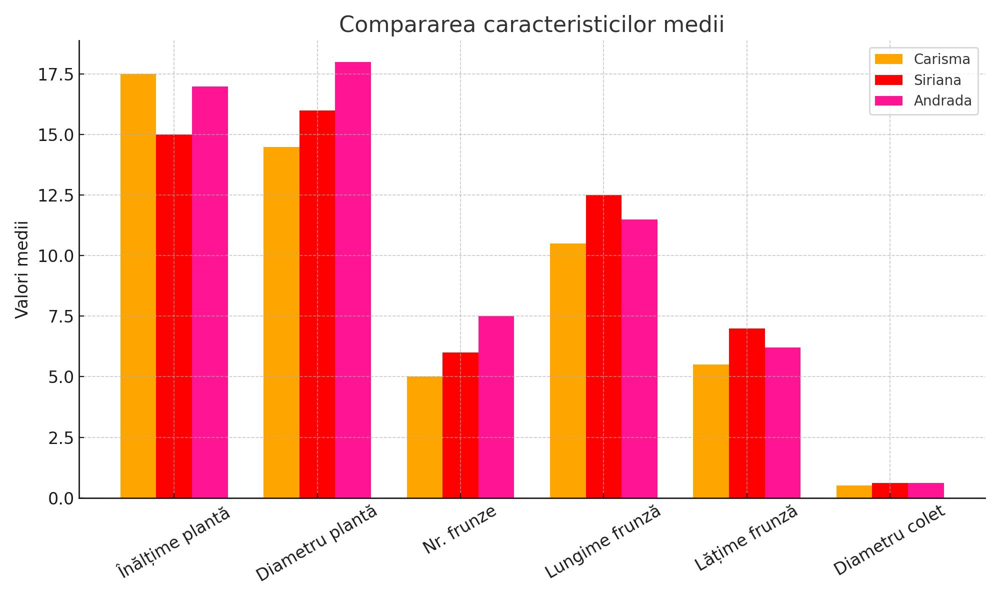 Compararea caracteristicilor medii
Carisma
Siriana
Andrada
Valori medii
17.5
15.0
12.5
10.0
7.5
5.0
2.5
0.0
Înălțime plantă
Diametru plantă
Nr. frunze
Lungime frunză
Lățime frunză
Diametru colet